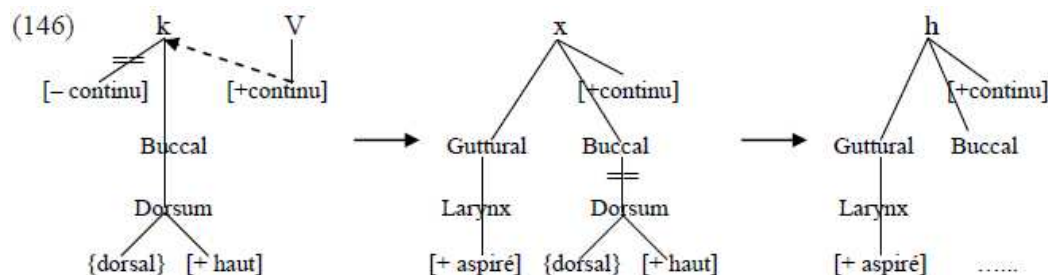 (146) k V x h
[– continu] [+continu] [+continu] [+continu]
Buccal Guttural Buccal Guttural Buccal
Dorsum Larynx Dorsum Larynx
{dorsal} [+ haut] [+ aspiré] {dorsal} [+ haut] [+ aspiré] ......